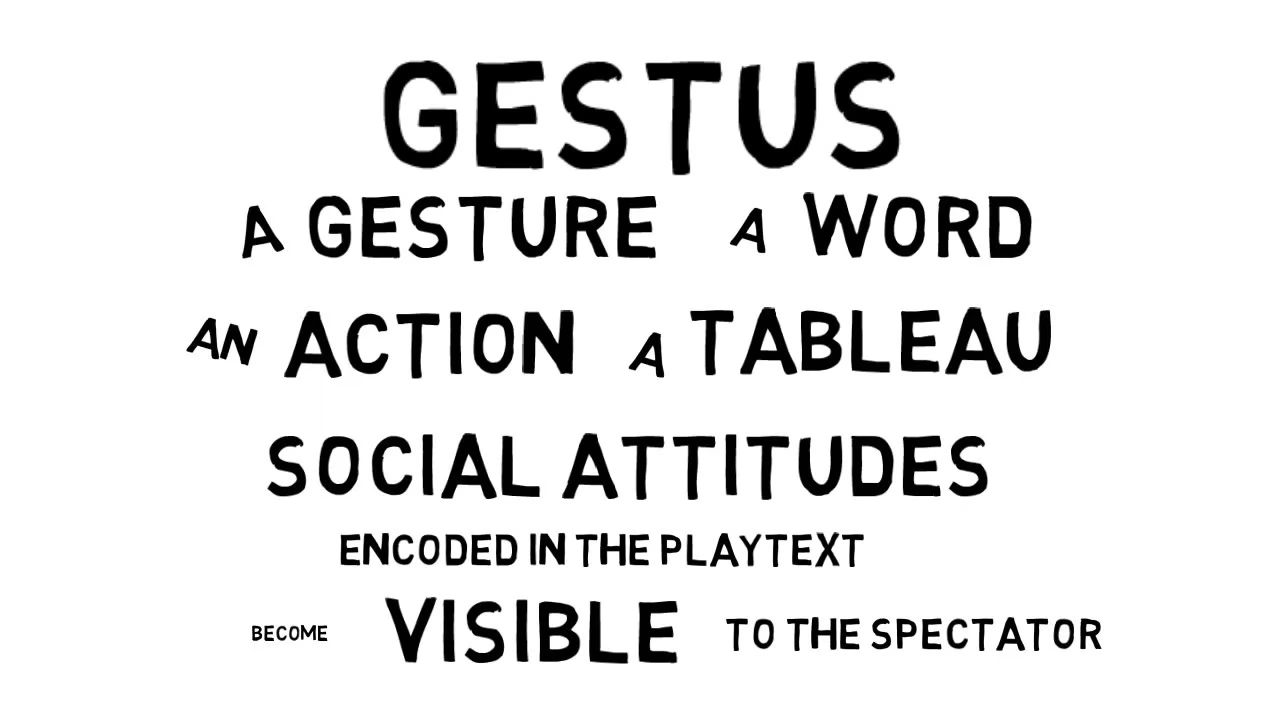 GESTUS
A GESTURE A WORD
AN ACTION A TABLEAU
SOCIAL ATTITUDES
ENCODED IN THE PLAYTEXT
BECOME VISIBLE TO THE SPECTATOR